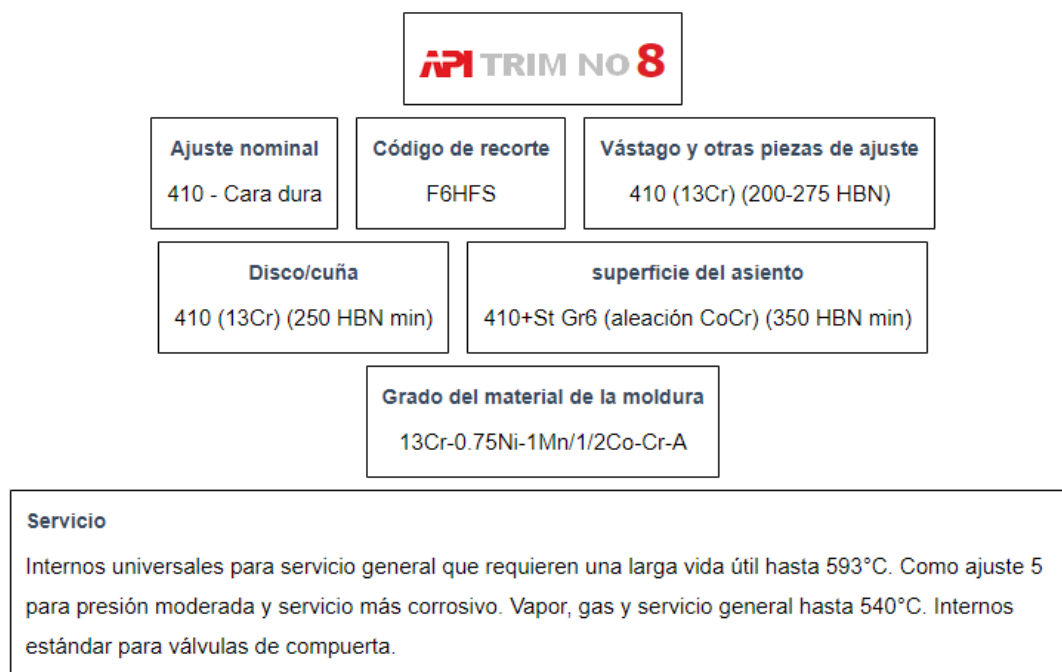 API TRIM NO 8
Ajuste nominal
410 - Cara dura
Código de recorte
F6HFS
Vástago y otras piezas de ajuste
410 (13Cr) (200-275 HBN)
Disco/cuña
410 (13Cr) (250 HBN min)
superficie del asiento
410+St Gr6 (aleación CoCr) (350 HBN min)
Grado del material de la moldura
13Cr-0.75Ni-1Mn/1/2Co-Cr-A
Servicio
Internos universales para servicio general que requieren una larga vida útil hasta 593°C. Como ajuste 5
para presión moderada y servicio más corrosivo. Vapor, gas y servicio general hasta 540°C. Internos
estándar para válvulas de compuerta.